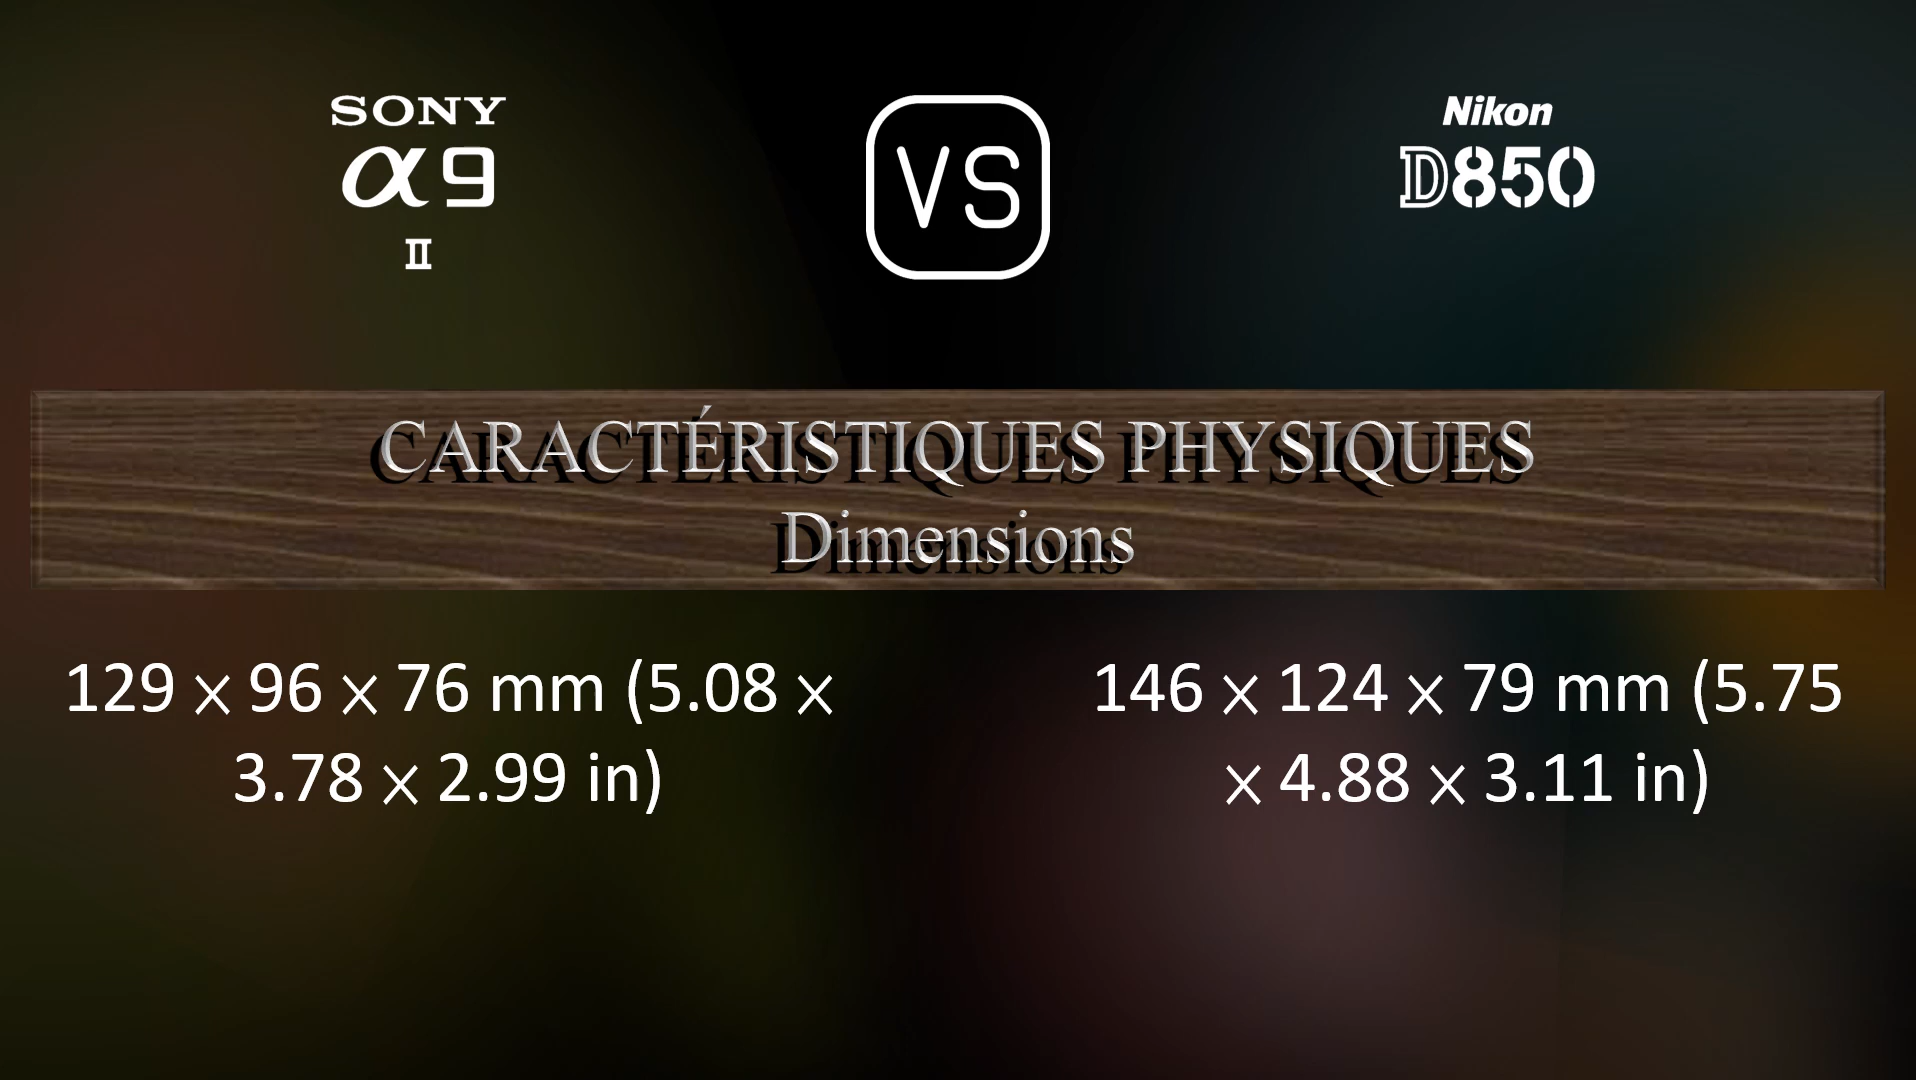 SONY
α9
II
VS
Nikon
D850
CARACTÉRISTIQUES PHYSIQUES
Dimensions
129 x 96 x 76 mm (5.08 x
3.78 x 2.99 in)
146 x 124 x 79 mm (5.75
x 4.88 x 3.11 in)